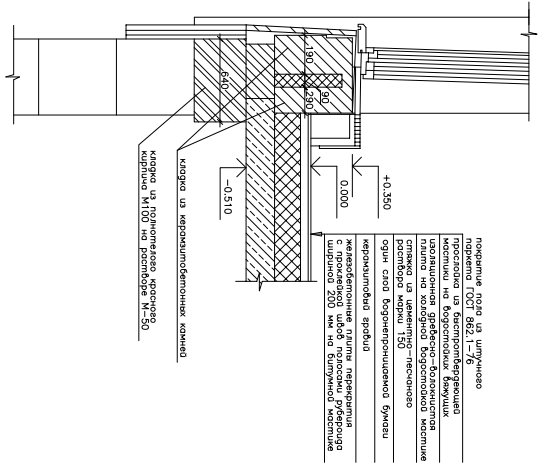 покрытие пола из штучного
паркета ГОСТ 862.1-76
прослойка из быстротвердеющей
мастики на водостойких вяжущих
изоляционная древесно-волокнистая
плита на холодной водостойкой мастике
стяжка из цементно-песчаного
раствора марки 150
один слой водонепроницаемой бумаги
керамзитовый гравий
железобетонные плиты перекрытия
с проклейкой швов полосами рубероида
шириной 200 мм на битумной мастике
+0.350
0.000
-0.510
190
90
290
640
кладка из керамзитобетонных камней
кладка из полнотелого красного
кирпича М100 на растворе М-50